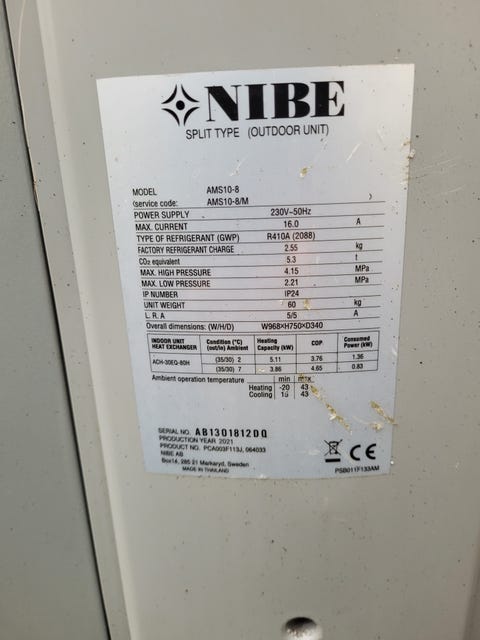 NIBE
SPLIT TYPE (OUTDOOR UNIT)
MODEL AMS10-8
(service code: AMS10-8/M )
POWER SUPPLY 230V~50Hz
MAX. CURRENT 16.0 A
TYPE OF REFRIGERANT (GWP) R410A (2088)
FACTORY REFRIGERANT CHARGE 2.55 kg
CO2 equivalent 5.3 t
MAX. HIGH PRESSURE 4.15 MPa
MAX. LOW PRESSURE 2.21 MPa
IP NUMBER IP24
UNIT WEIGHT 60 kg
L. R. A 5/5 A
Overall dimensions: (W/H/D) W968×H750×D340
INDOOR UNIT HEAT EXCHANGER Condition (°C) (out/in) Ambient Heating Capacity (kW) COP Consumed Power (kW)
ACH-30EQ-80H (35/30) 2 5.11 3.76 1.36
(35/30) 7 3.86 4.65 0.83
Ambient operation temperature min max
Heating -20 43
Cooling 15 43
SERIAL NO. AB1301812DQ
PRODUCTION YEAR 2021
PRODUCT NO. PCA003F113J, 064033
NIBE AB
Box14, 285 21 Markaryd, Sweden
MADE IN THAILAND
CE
PSB011F133AM